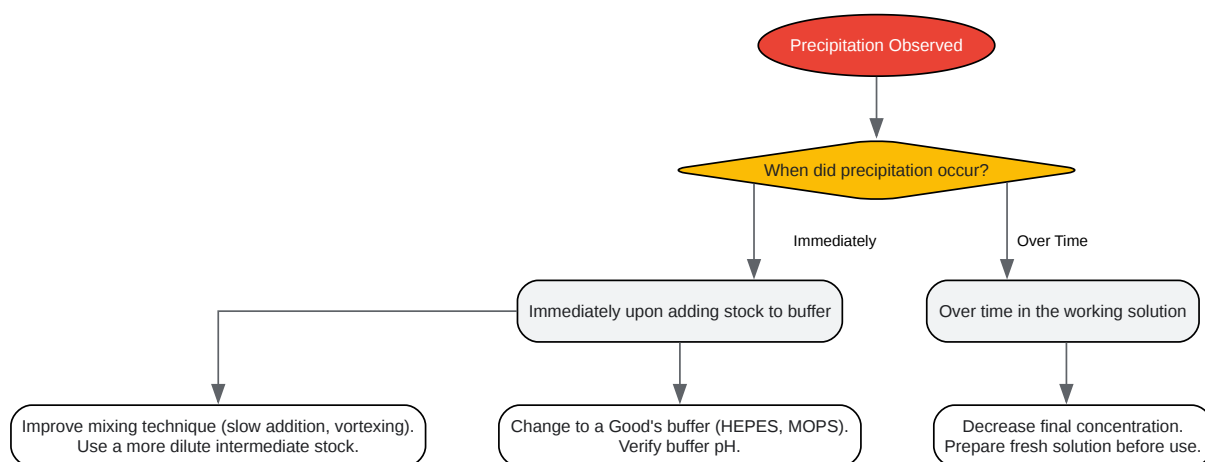 Precipitation Observed
When did precipitation occur?
Immediately
Over Time
Immediately upon adding stock to buffer
Over time in the working solution
Improve mixing technique (slow addition, vortexing).
Use a more dilute intermediate stock.
Change to a Good's buffer (HEPES, MOPS).
Verify buffer pH.
Decrease final concentration.
Prepare fresh solution before use.